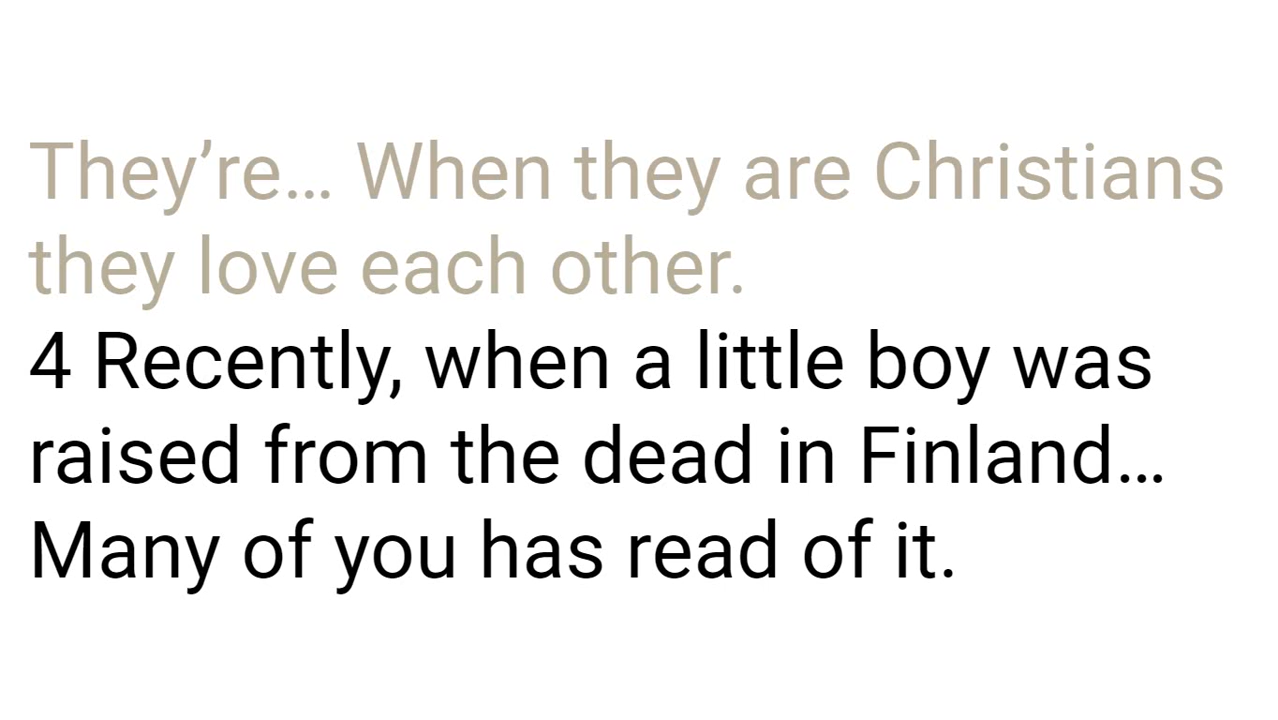 They’re… When they are Christians
they love each other.
4 Recently, when a little boy was
raised from the dead in Finland…
Many of you has read of it.